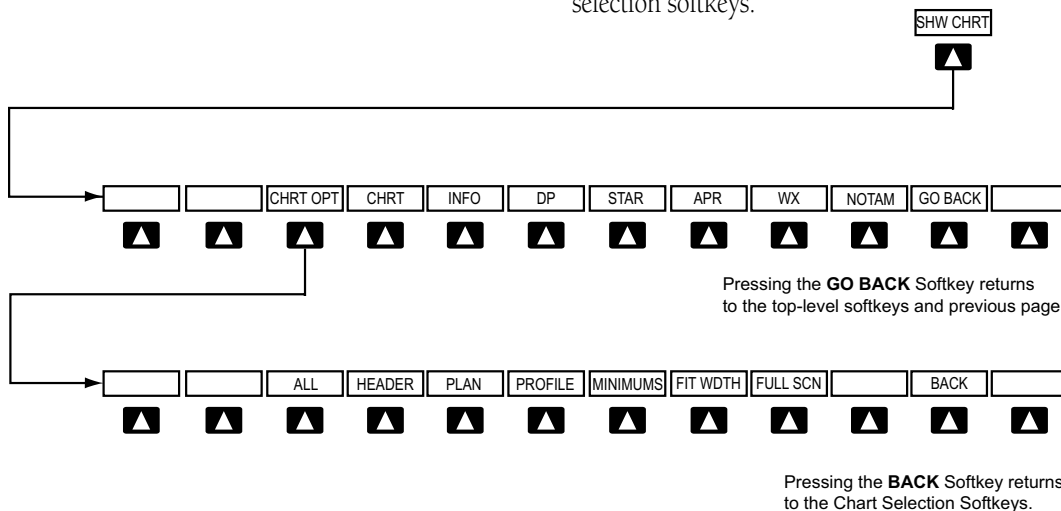 selection softkeys.
SHW CHRT
CHRT OPT CHRT INFO DP STAR APR WX NOTAM GO BACK
Pressing the GO BACK Softkey returns
to the top-level softkeys and previous page
ALL HEADER PLAN PROFILE MINIMUMS FIT WDTH FULL SCN BACK
Pressing the BACK Softkey returns
to the Chart Selection Softkeys.